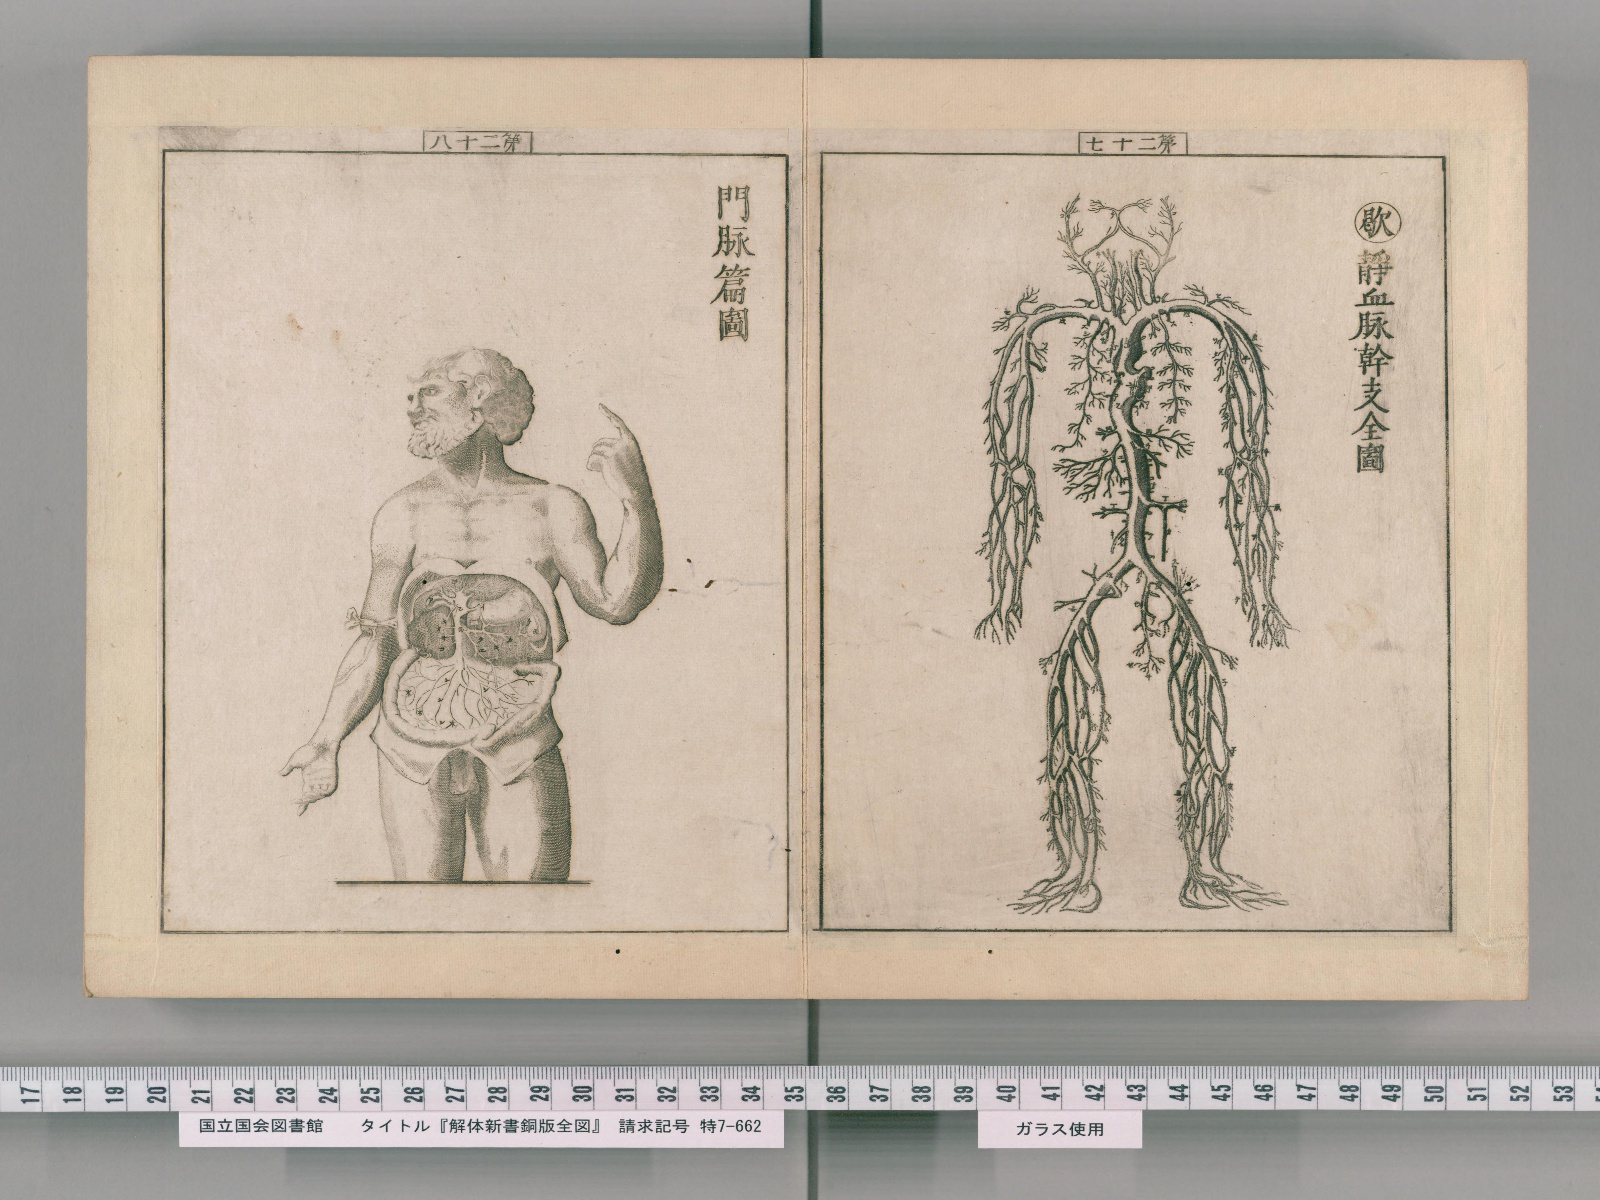 第二十七
歇 靜血脉幹支全圖
第二十八
門脉篇圖
17 18 19 20 21 22 23 24 25 26 27 28 29 30 31 32 33 34 35 36 37 38 39 40 41 42 43 44 45 46 47 48 49 50 51 52 53
国立国会図書館 タイトル『解体新書銅版全図』 請求記号 特7-662
ガラス使用